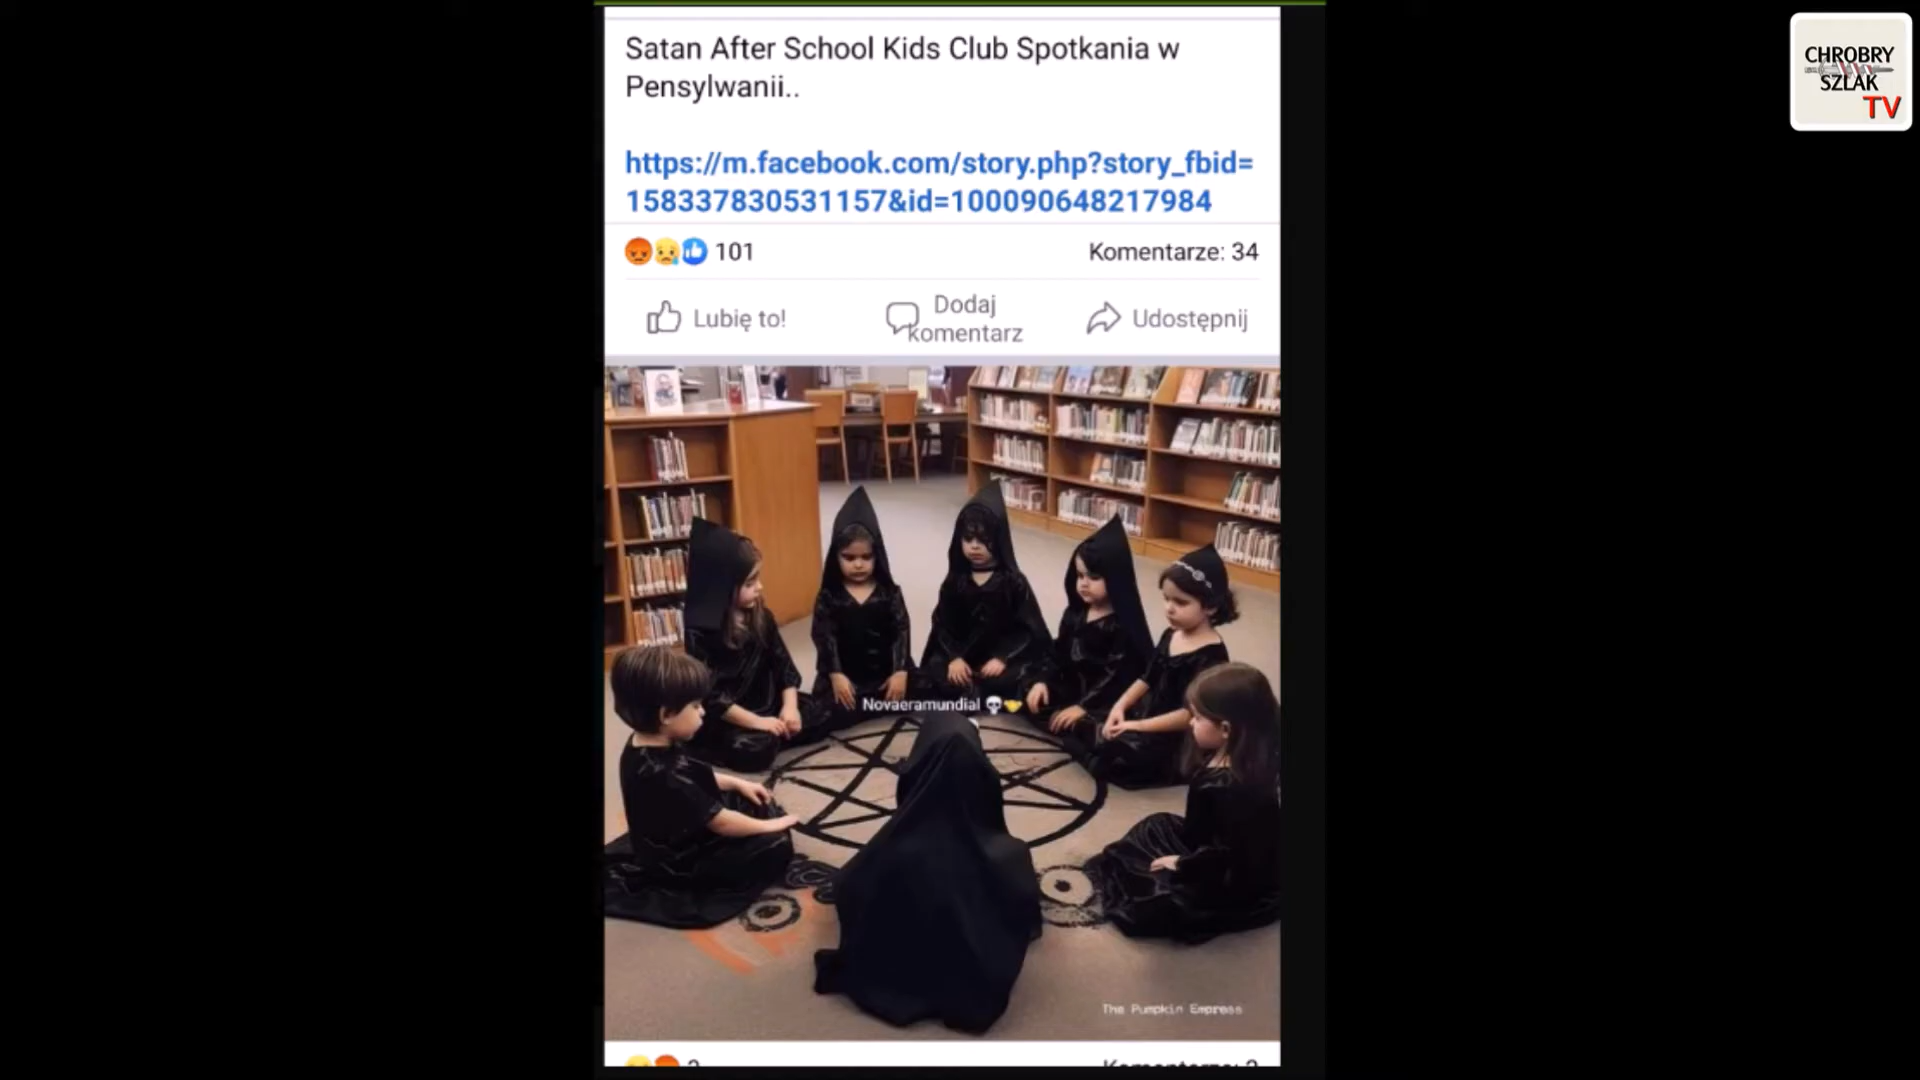 Satan After School Kids Club Spotkania w
Pensylwanii..
https://m.facebook.com/story.php?story_fbid=
158337830531157&id=100090648217984
101
Komentarze: 34
Lubię to!
Dodaj
komentarz
Udostępnij
CHROBRY
SZLAK
TV
Novaeramundial
The Pumpkin Empress